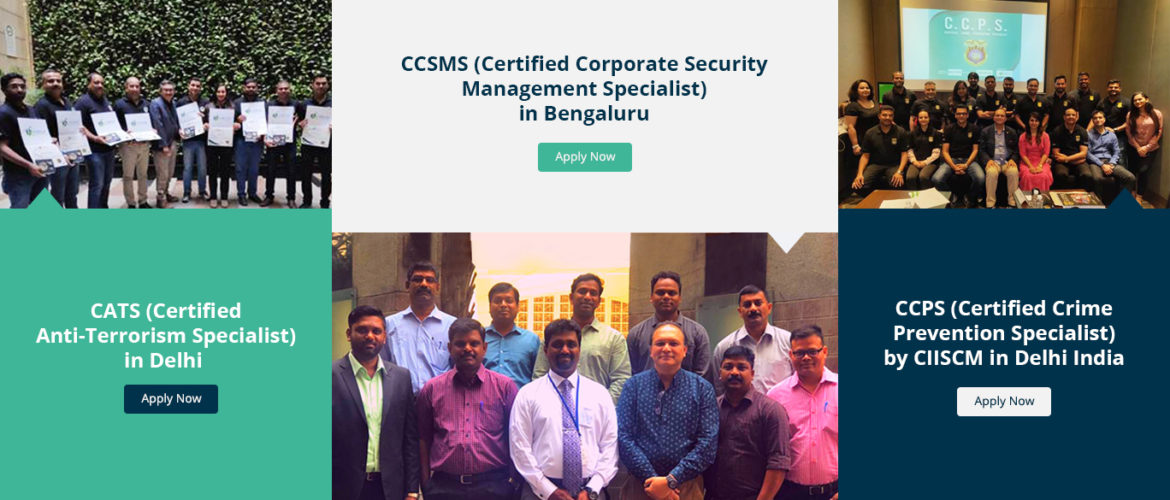 CATS (Certified
Anti-Terrorism Specialist)
in Delhi
Apply Now
CCSMS (Certified Corporate Security
Management Specialist)
in Bengaluru
Apply Now
C.C.P.S.
CCPS (Certified Crime
Prevention Specialist)
by CIISCM in Delhi India
Apply Now